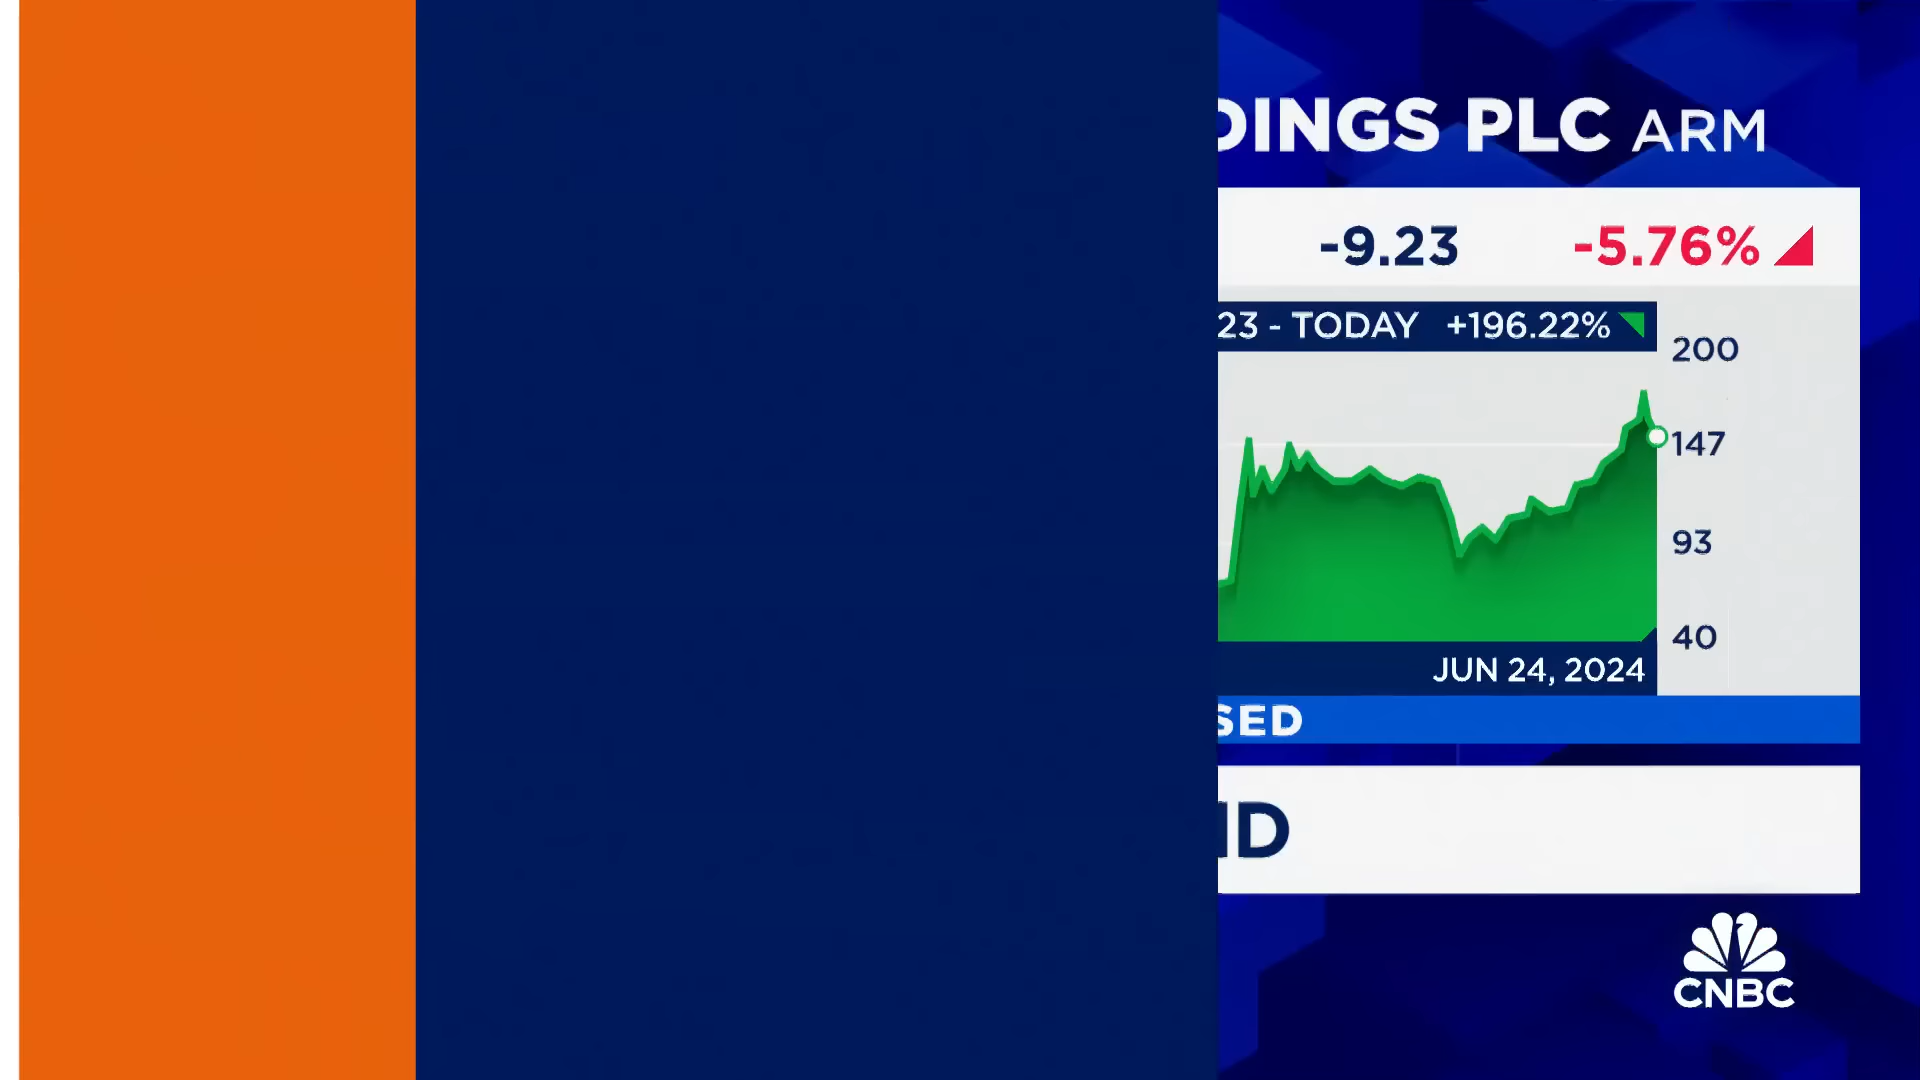 DINGS PLC ARM
-9.23 -5.76%
23 - TODAY +196.22%
200
147
93
40
JUN 24, 2024
SED
ID
CNBC